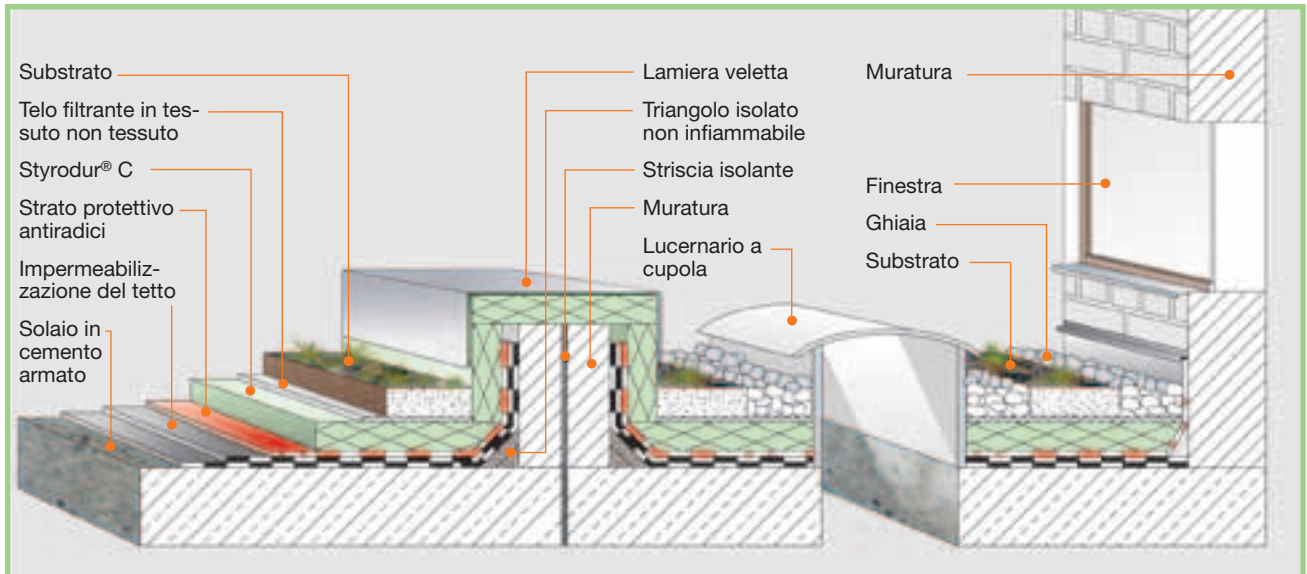 Substrato
Telo filtrante in tes-
suto non tessuto
Styrodur® C
Strato protettivo
antiradici
Impermeabiliz-
zazione del tetto
Solaio in
cemento
armato
Lamiera veletta
Triangolo isolato
non infiammabile
Striscia isolante
Muratura
Lucernario a
cupola
Muratura
Finestra
Ghiaia
Substrato